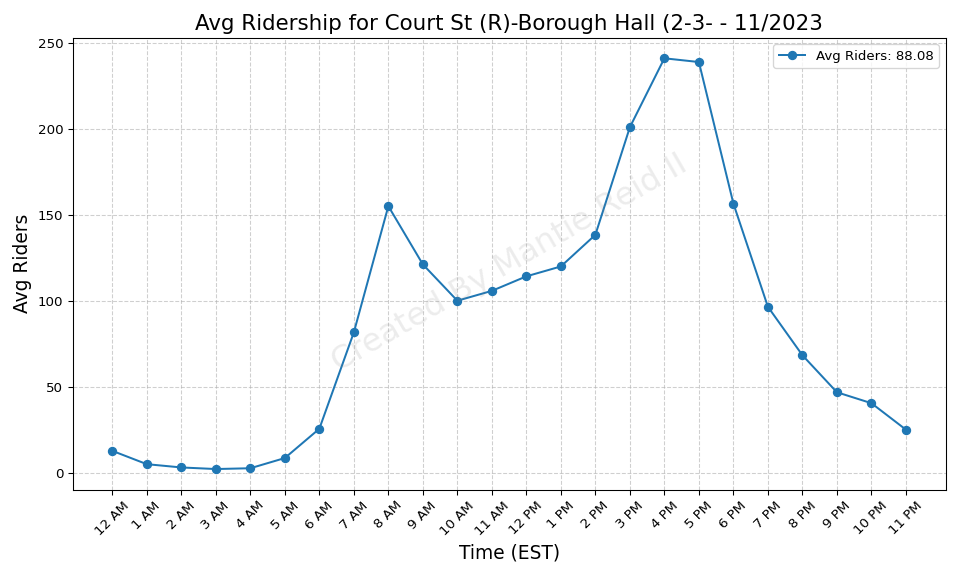 Avg Ridership for Court St (R)-Borough Hall (2-3- - 11/2023
Avg Riders: 88.08
250
200
150
100
50
0
Avg Riders
Created By Mantle Reid II
12 AM
1 AM
2 AM
3 AM
4 AM
5 AM
6 AM
7 AM
8 AM
9 AM
10 AM
11 AM
12 PM
1 PM
2 PM
3 PM
4 PM
5 PM
6 PM
7 PM
8 PM
9 PM
10 PM
11 PM
Time (EST)